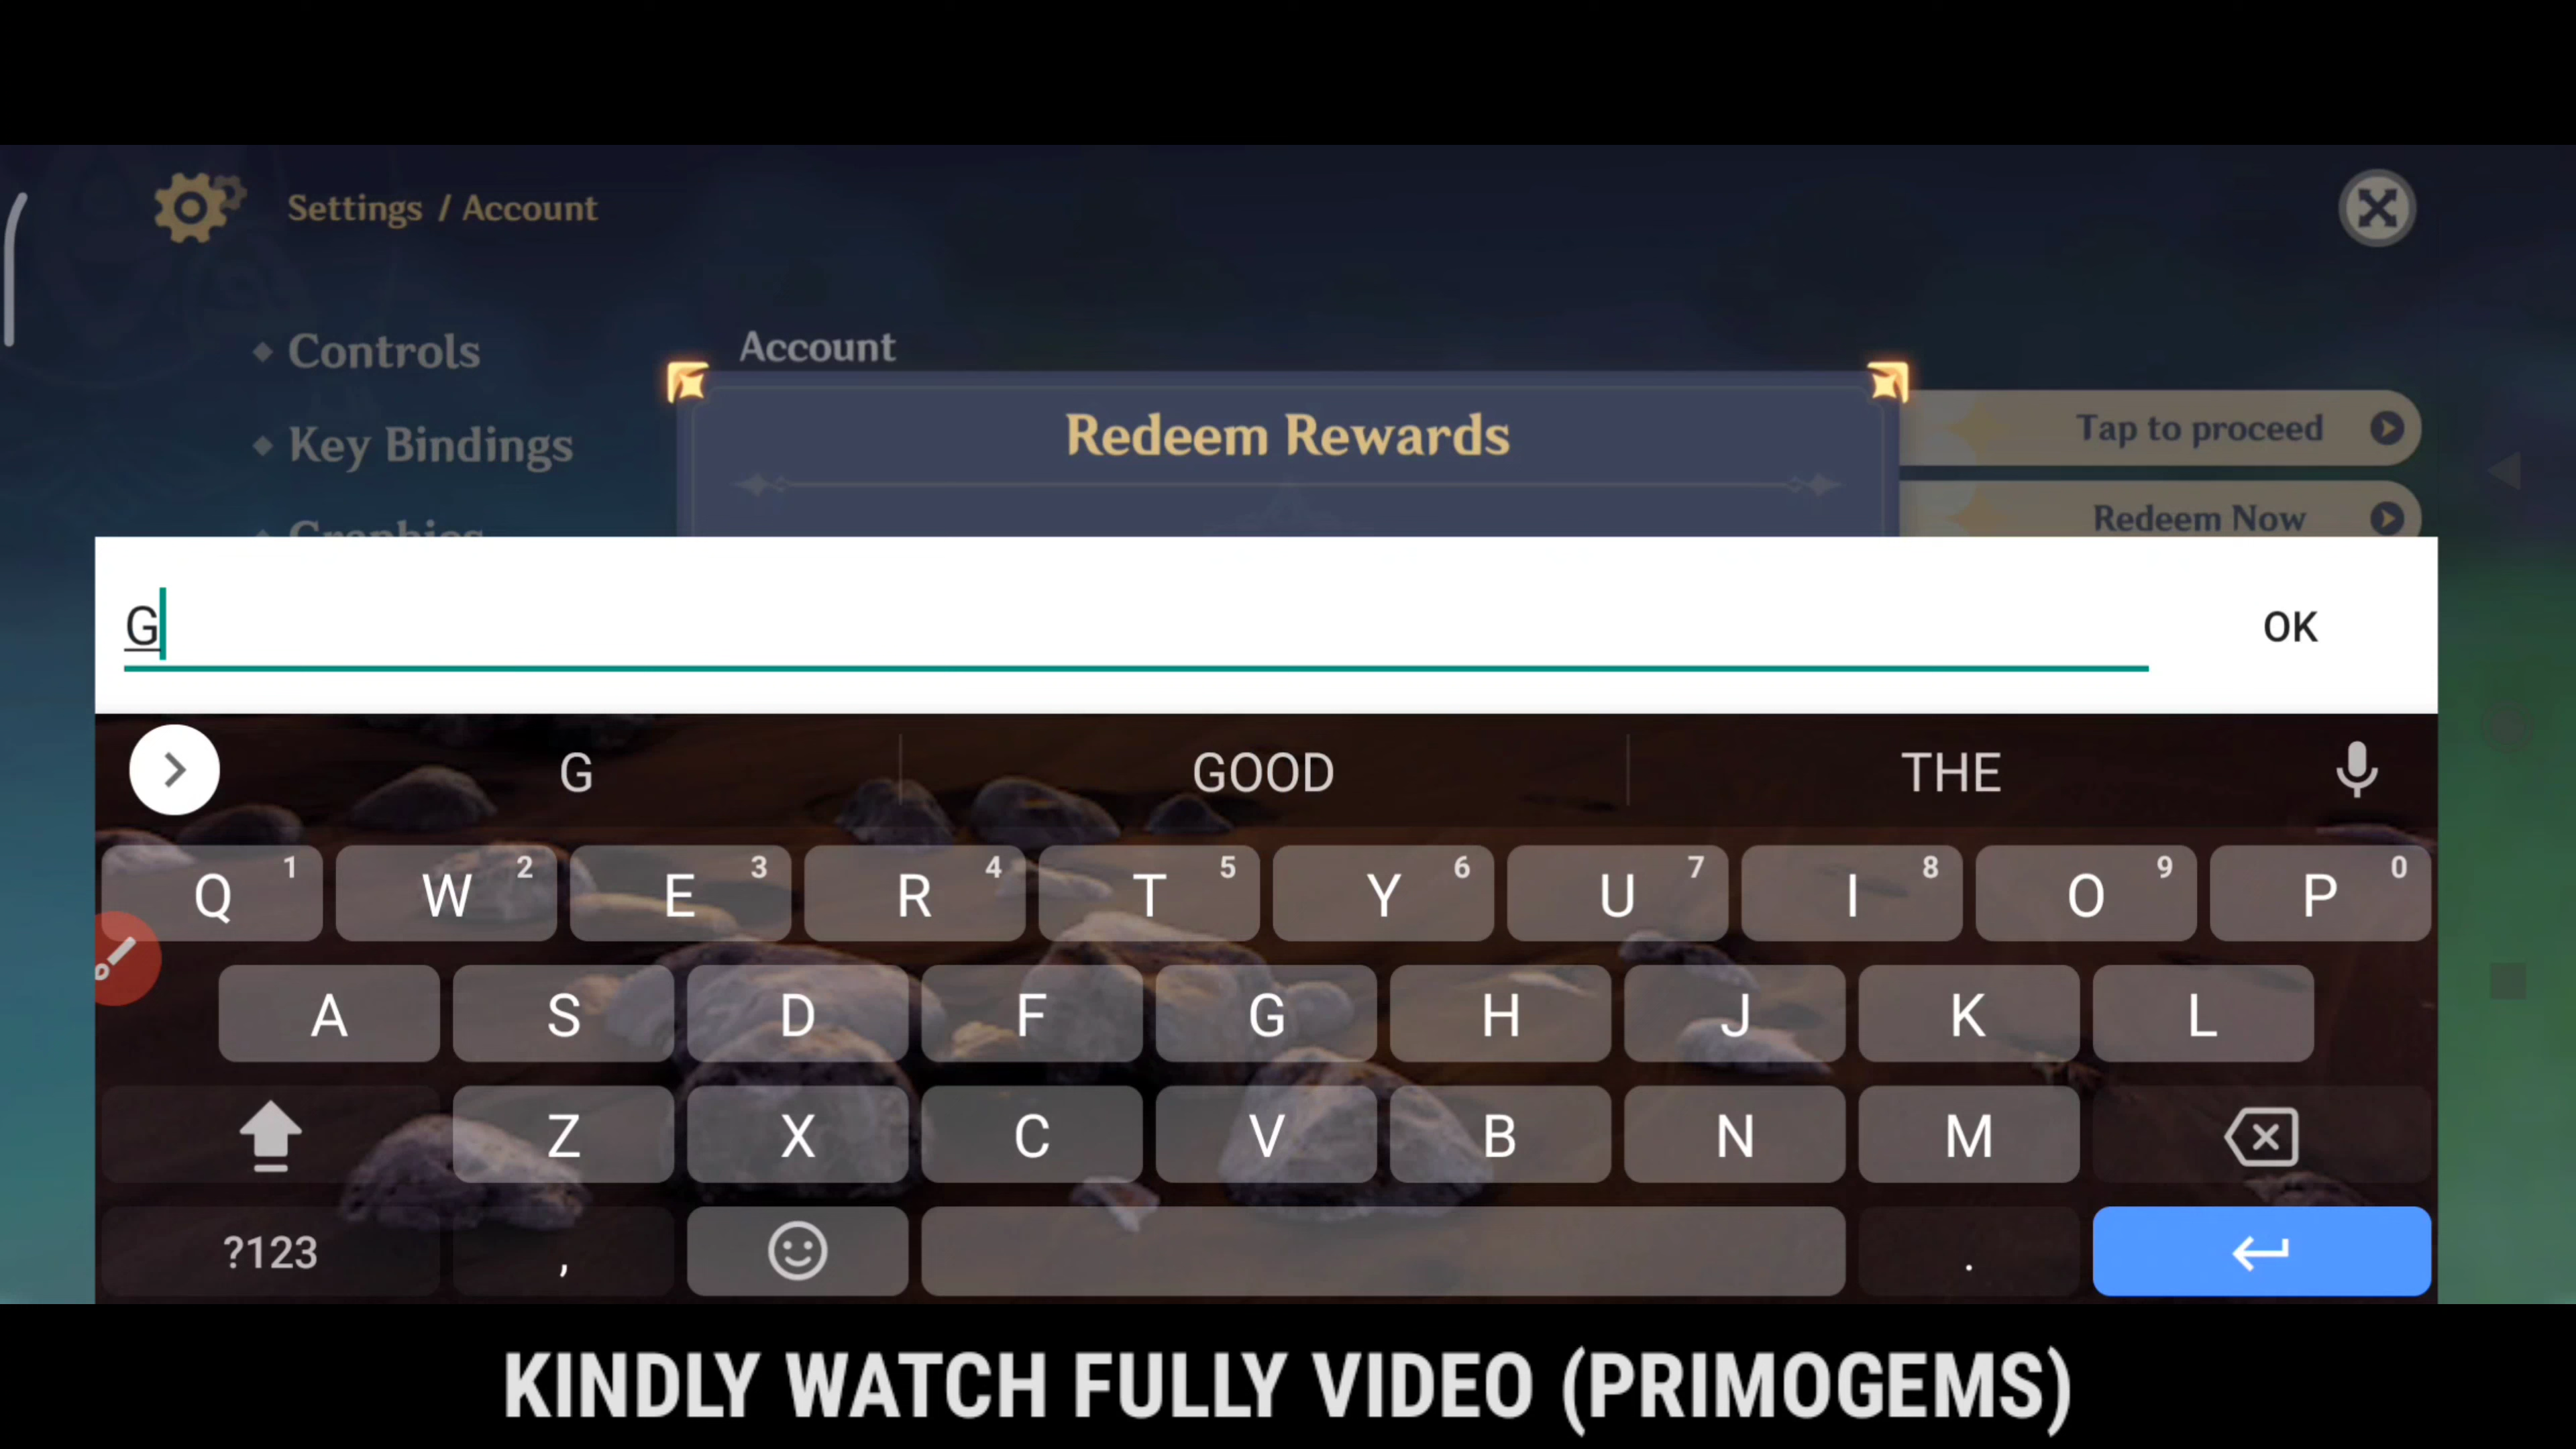 Settings / Account
Controls
Account
Key Bindings
Redeem Rewards
Tap to proceed
Graphics
Redeem Now
G
OK
G GOOD THE
Q 1 W 2 E 3 R 4 T 5 Y 6 U 7 I 8 O 9 P 0
A S D F G H J K L
Z X C V B N M
?123 , .
KINDLY WATCH FULLY VIDEO (PRIMOGEMS)